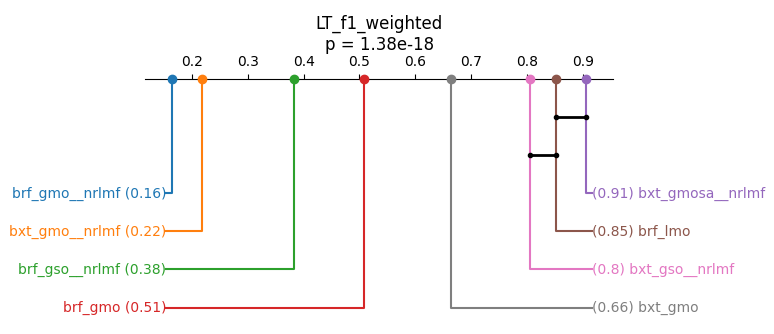 LT_f1_weighted
p = 1.38e-18
0.2 0.3 0.4 0.5 0.6 0.7 0.8 0.9
brf_gmo__nrlmf (0.16) (0.91) bxt_gmosa__nrlmf
bxt_gmo__nrlmf (0.22) (0.85) brf_lmo
brf_gso__nrlmf (0.38) (0.8) bxt_gso__nrlmf
brf_gmo (0.51) (0.66) bxt_gmo